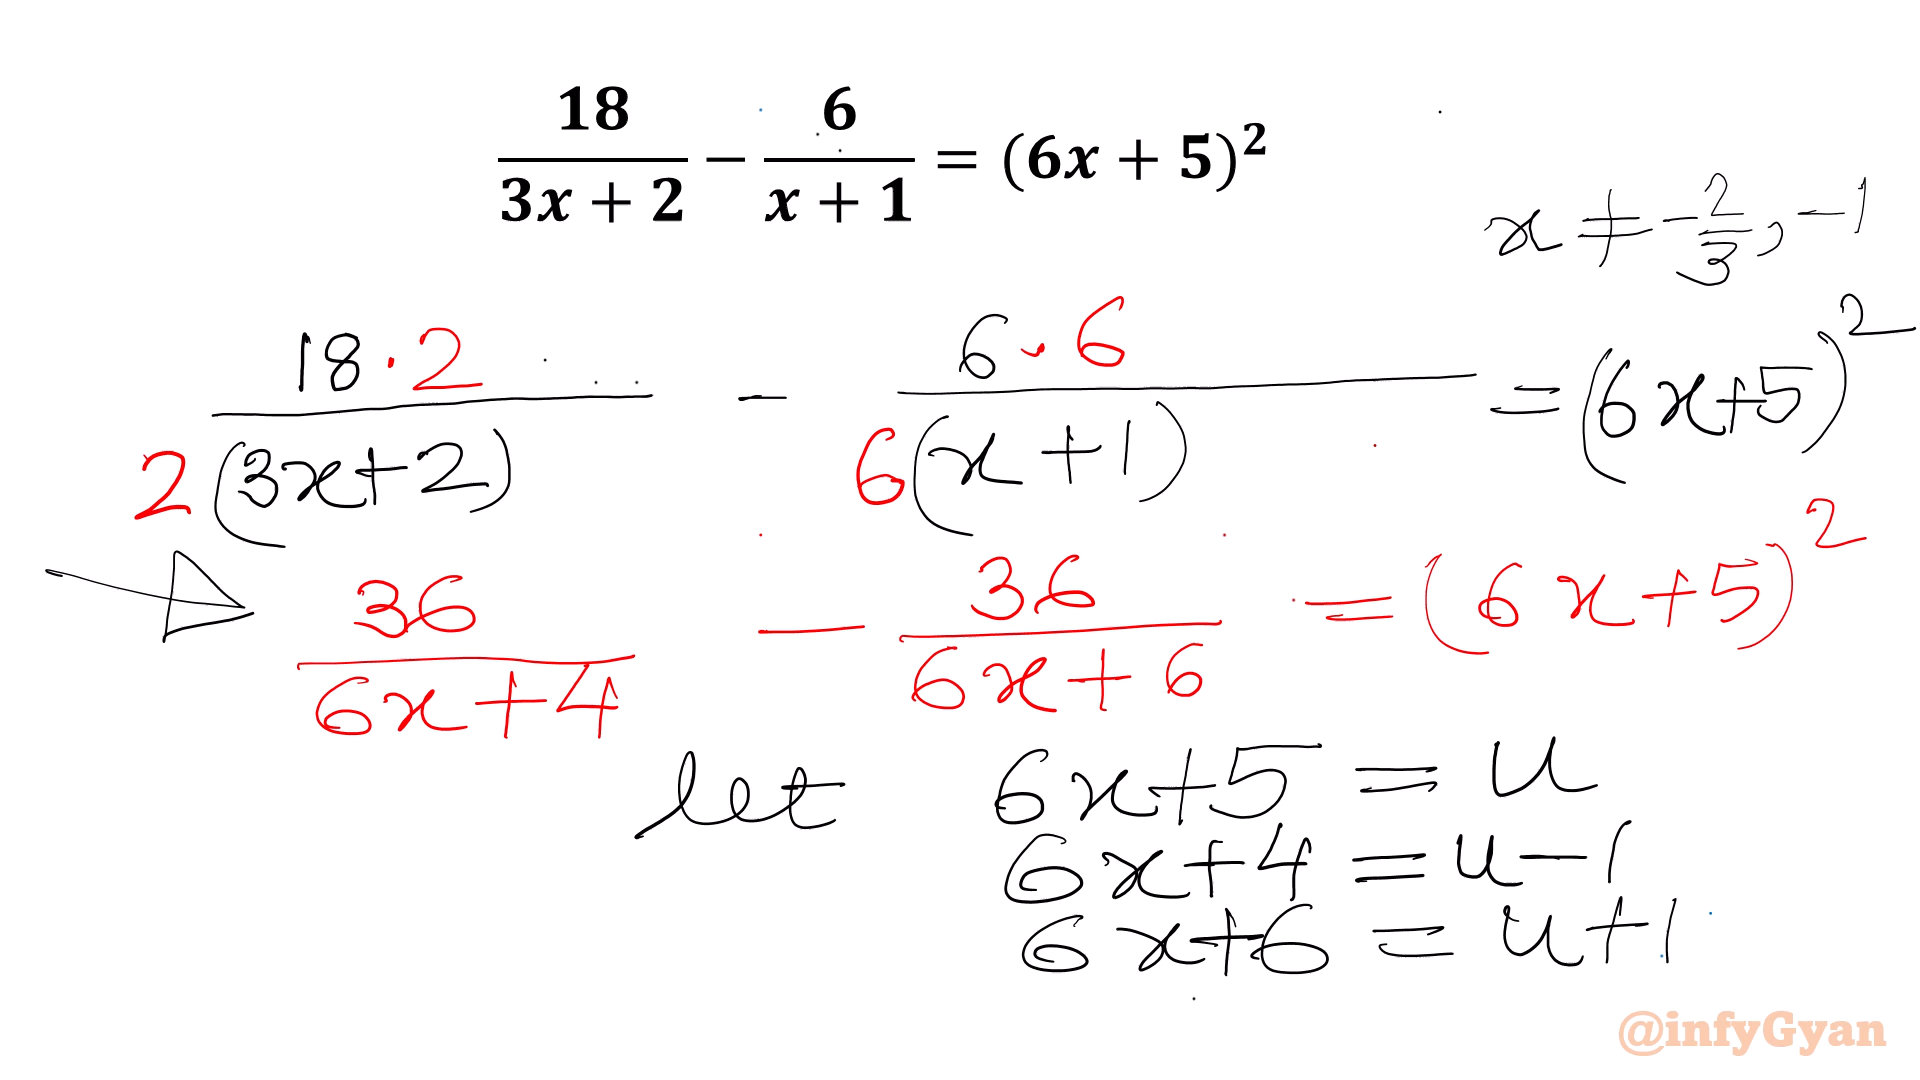 18/(3x + 2) − 6/(x + 1) = (6x + 5)²
x ≠ -2/3, -1
18·2/2(3x+2) - 6·6/6(x+1) = (6x+5)²
36/(6x+4) - 36/(6x+6) = (6x+5)²
let 6x+5 = u
6x+4 = u-1
6x+6 = u+1
@infyGyan